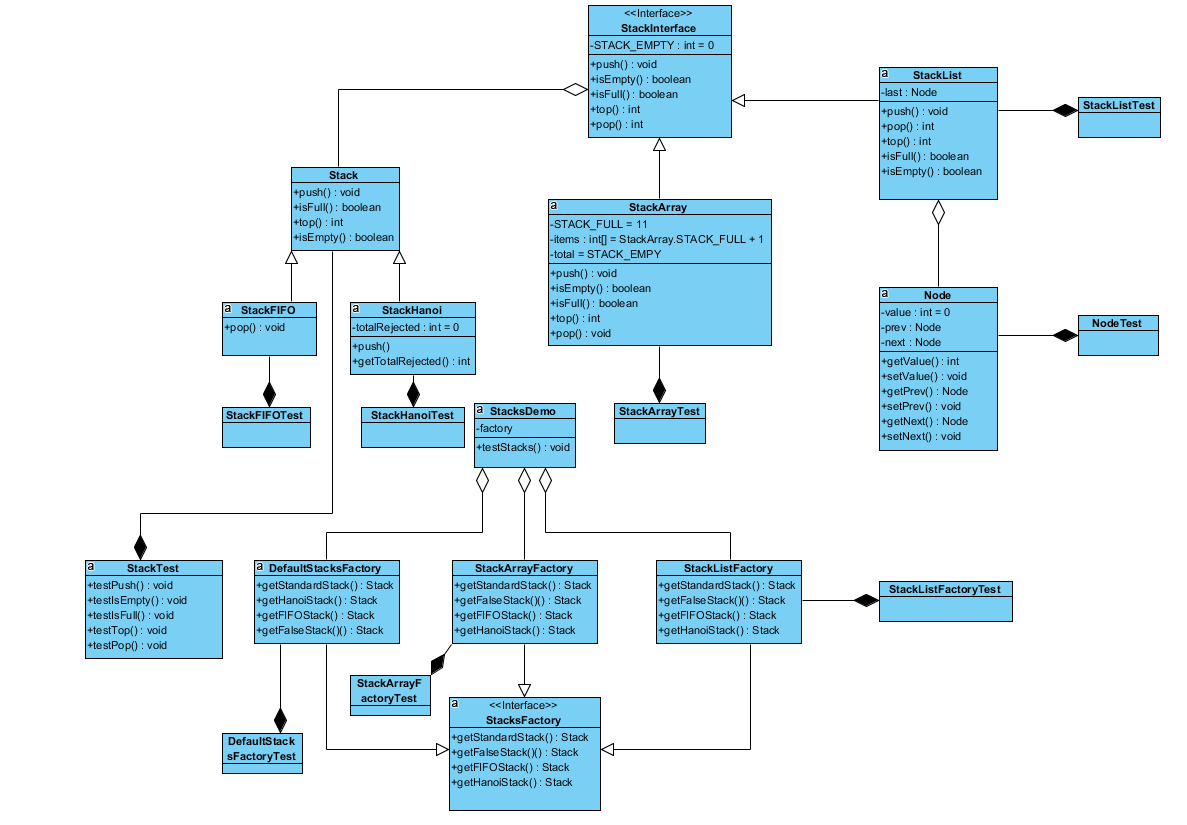 <<Interface>>
StackInterface
-STACK_EMPTY : int = 0
+push() : void
+isEmpty() : boolean
+isFull() : boolean
+top() : int
+pop() : int
a
StackList
-last : Node
+push() : void
+pop() : int
+top() : int
+isFull() : boolean
+isEmpty() : boolean
StackListTest
Stack
+push() : void
+isFull() : boolean
+top() : int
+isEmpty() : boolean
a
StackArray
-STACK_FULL = 11
-items : int[] = StackArray.STACK_FULL + 1
-total = STACK_EMPY
+push() : void
+isEmpty() : boolean
+isFull() : boolean
+top() : int
+pop() : void
a
StackFIFO
+pop() : void
a
StackHanoi
-totalRejected : int = 0
+push()
+getTotalRejected() : int
a
Node
-value : int = 0
-prev : Node
-next : Node
+getValue() : int
+setValue() : void
+getPrev() : Node
+setPrev() : void
+getNext() : Node
+setNext() : void
NodeTest
StackFIFOTest
StackHanoiTest
a
StacksDemo
-factory
+testStacks() : void
StackArrayTest
a
StackTest
+testPush() : void
+testIsEmpty() : void
+testIsFull() : void
+testTop() : void
+testPop() : void
a
DefaultStacksFactory
+getStandardStack() : Stack
+getHanoiStack() : Stack
+getFIFOStack() : Stack
+getFalseStack()() : Stack
StackArrayFactory
+getStandardStack() : Stack
+getFalseStack()() : Stack
+getFIFOStack() : Stack
+getHanoiStack() : Stack
StackListFactory
+getStandardStack() : Stack
+getFalseStack()() : Stack
+getFIFOStack() : Stack
+getHanoiStack() : Stack
StackListFactoryTest
StackArrayF
actoryTest
DefaultStack
sFactoryTest
a
<<Interface>>
StacksFactory
+getStandardStack() : Stack
+getFalseStack()() : Stack
+getFIFOStack() : Stack
+getHanoiStack() : Stack